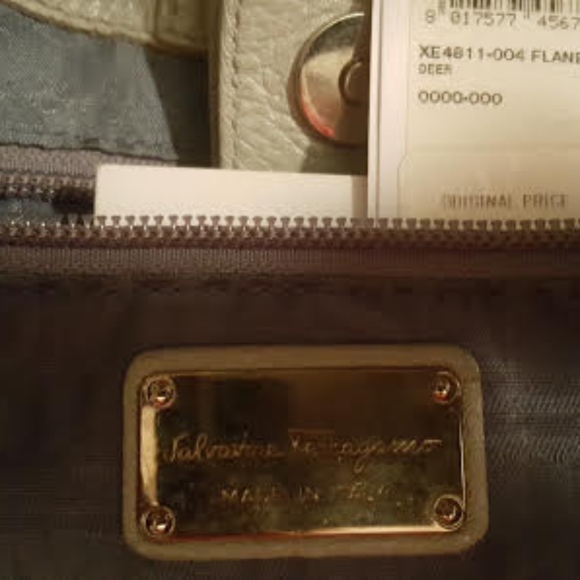 8 017577 4567
XE4811-004 FLANE
DEER
0000-000
ORIGINAL PRICE
Salvatore Ferragamo
MADE IN ITALY